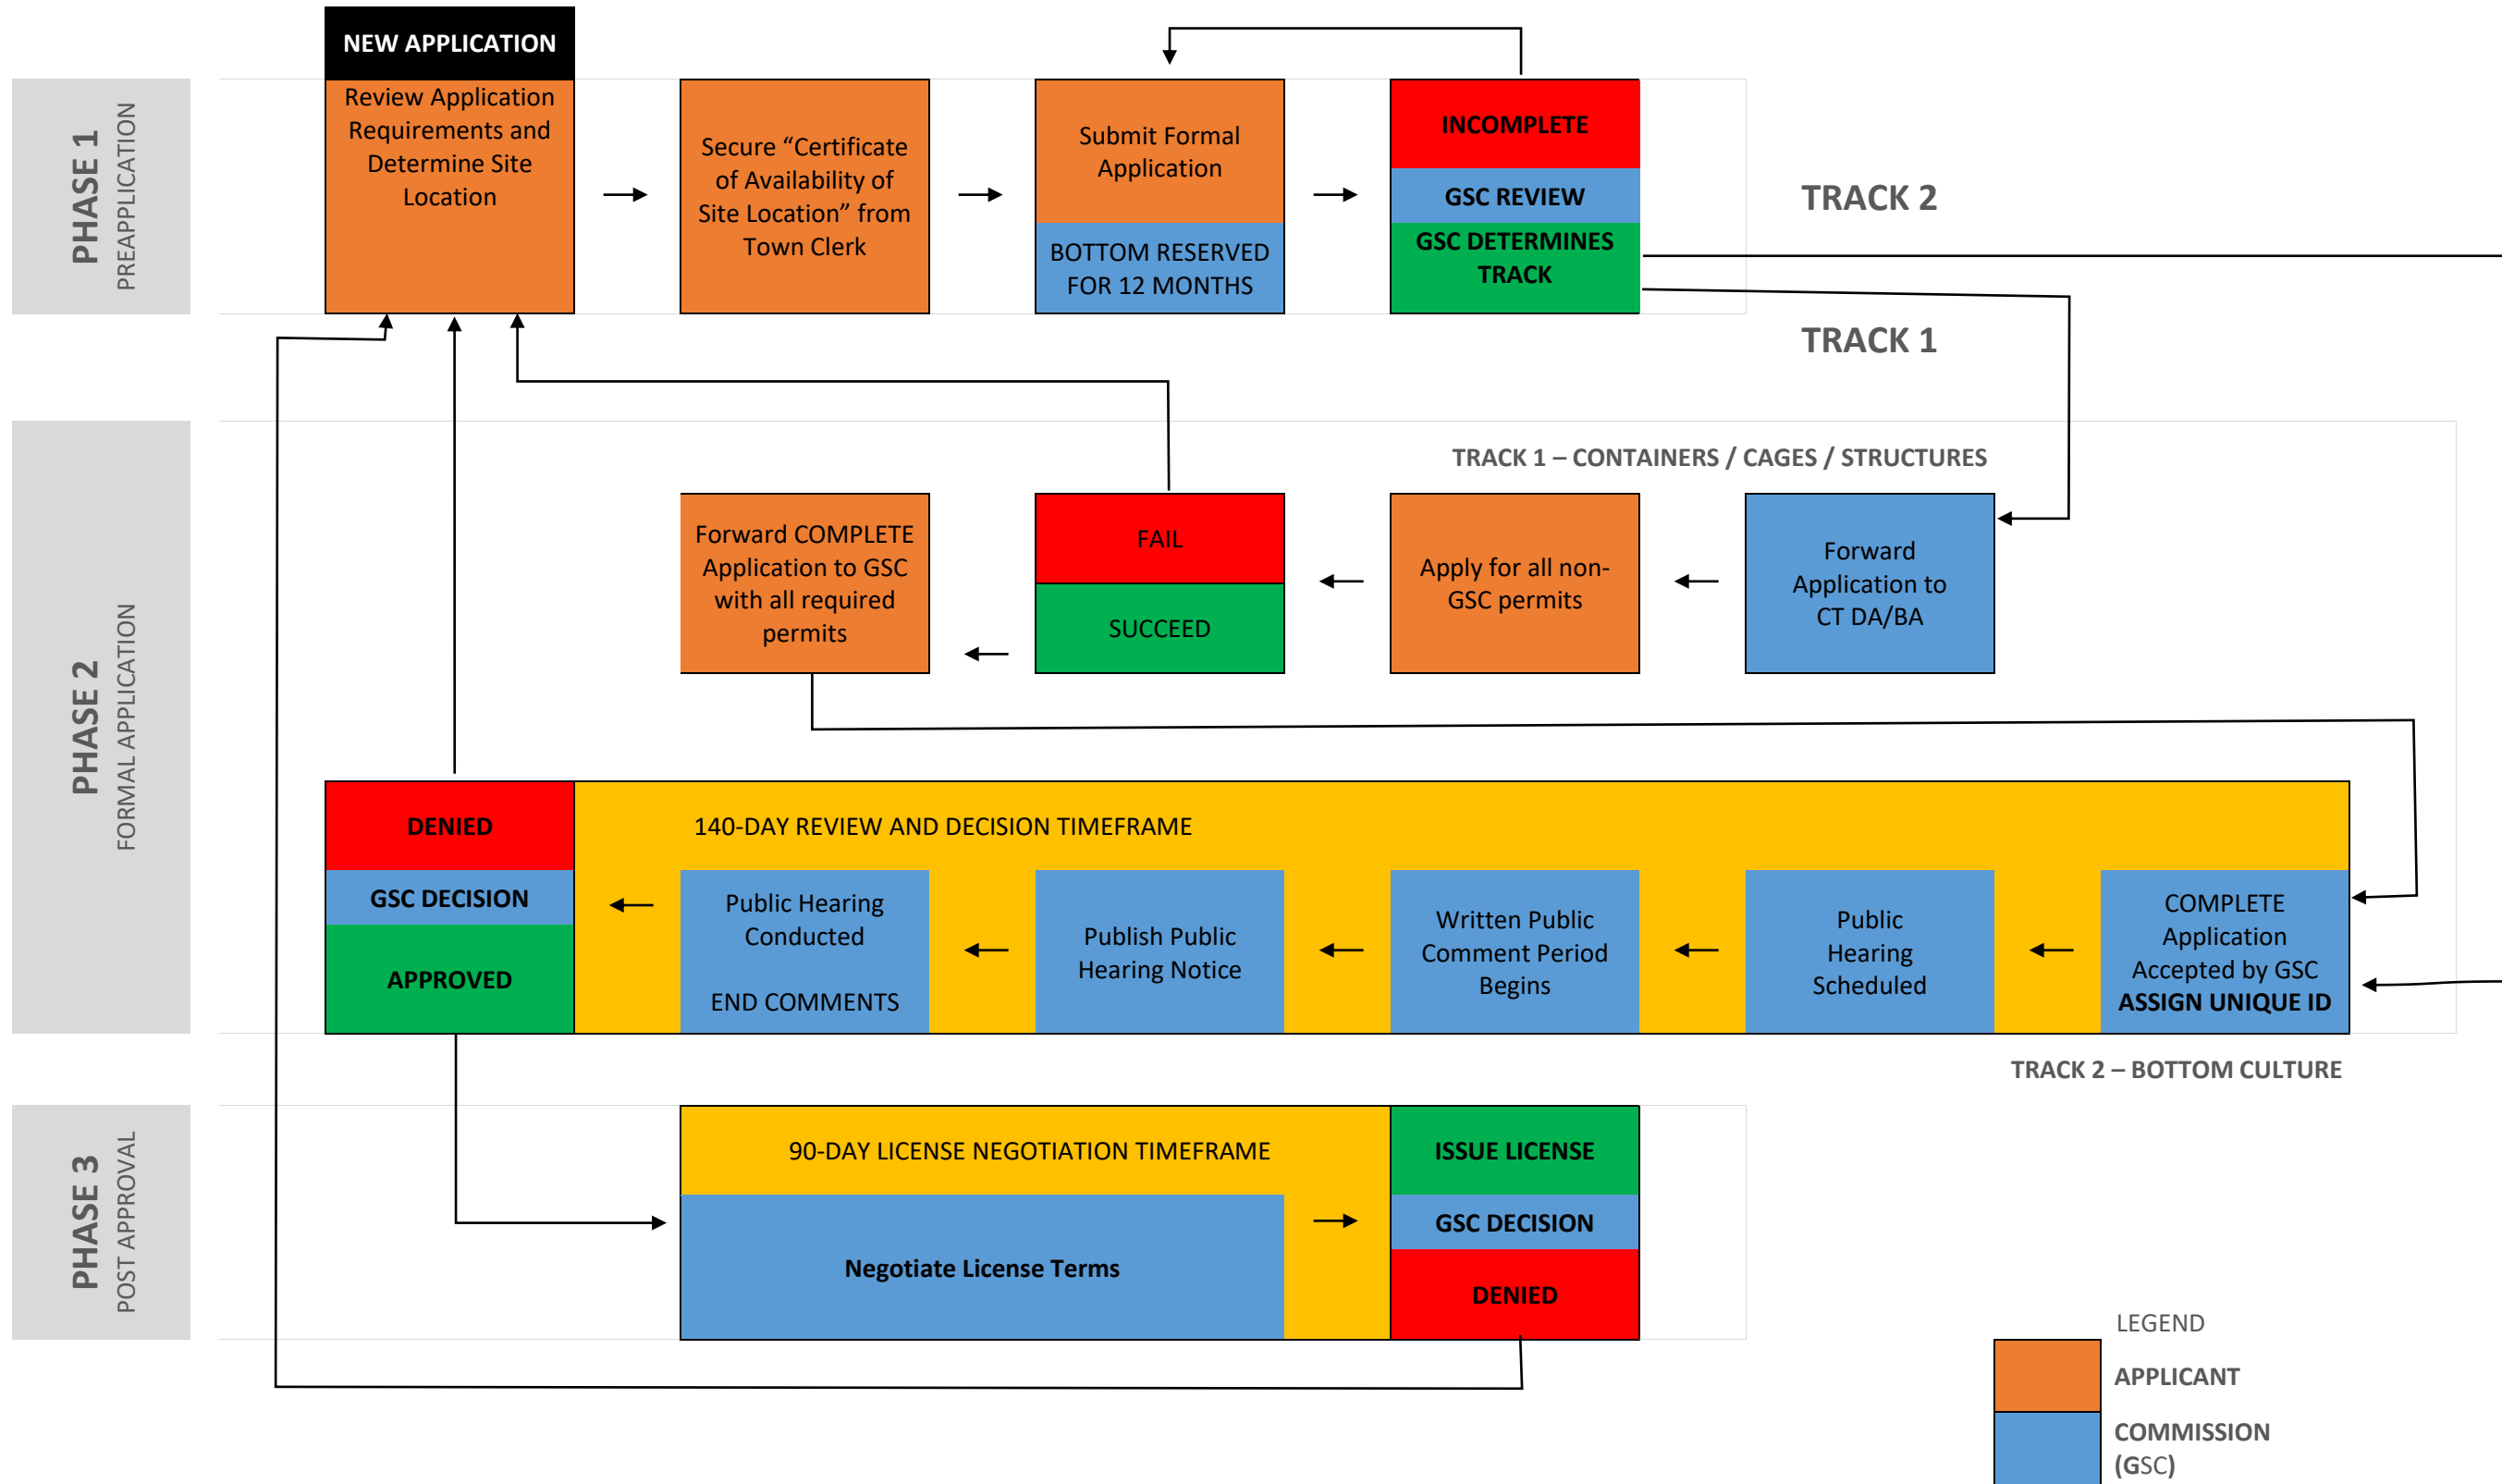 NEW APPLICATION
PHASE 1
PREAPPLICATION
Review Application
Requirements and
Determine Site
Location
Secure “Certificate
of Availability of
Site Location” from
Town Clerk
Submit Formal
Application
BOTTOM RESERVED
FOR 12 MONTHS
INCOMPLETE
GSC REVIEW
GSC DETERMINES
TRACK
TRACK 2
TRACK 1
PHASE 2
FORMAL APPLICATION
TRACK 1 – CONTAINERS / CAGES / STRUCTURES
Forward COMPLETE
Application to GSC
with all required
permits
FAIL
SUCCEED
Apply for all non-
GSC permits
Forward
Application to
CT DA/BA
DENIED
GSC DECISION
APPROVED
140-DAY REVIEW AND DECISION TIMEFRAME
Public Hearing
Conducted
END COMMENTS
Publish Public
Hearing Notice
Written Public
Comment Period
Begins
Public
Hearing
Scheduled
COMPLETE
Application
Accepted by GSC
ASSIGN UNIQUE ID
TRACK 2 – BOTTOM CULTURE
PHASE 3
POST APPROVAL
90-DAY LICENSE NEGOTIATION TIMEFRAME
Negotiate License Terms
ISSUE LICENSE
GSC DECISION
DENIED
LEGEND
APPLICANT
COMMISSION
(GSC)